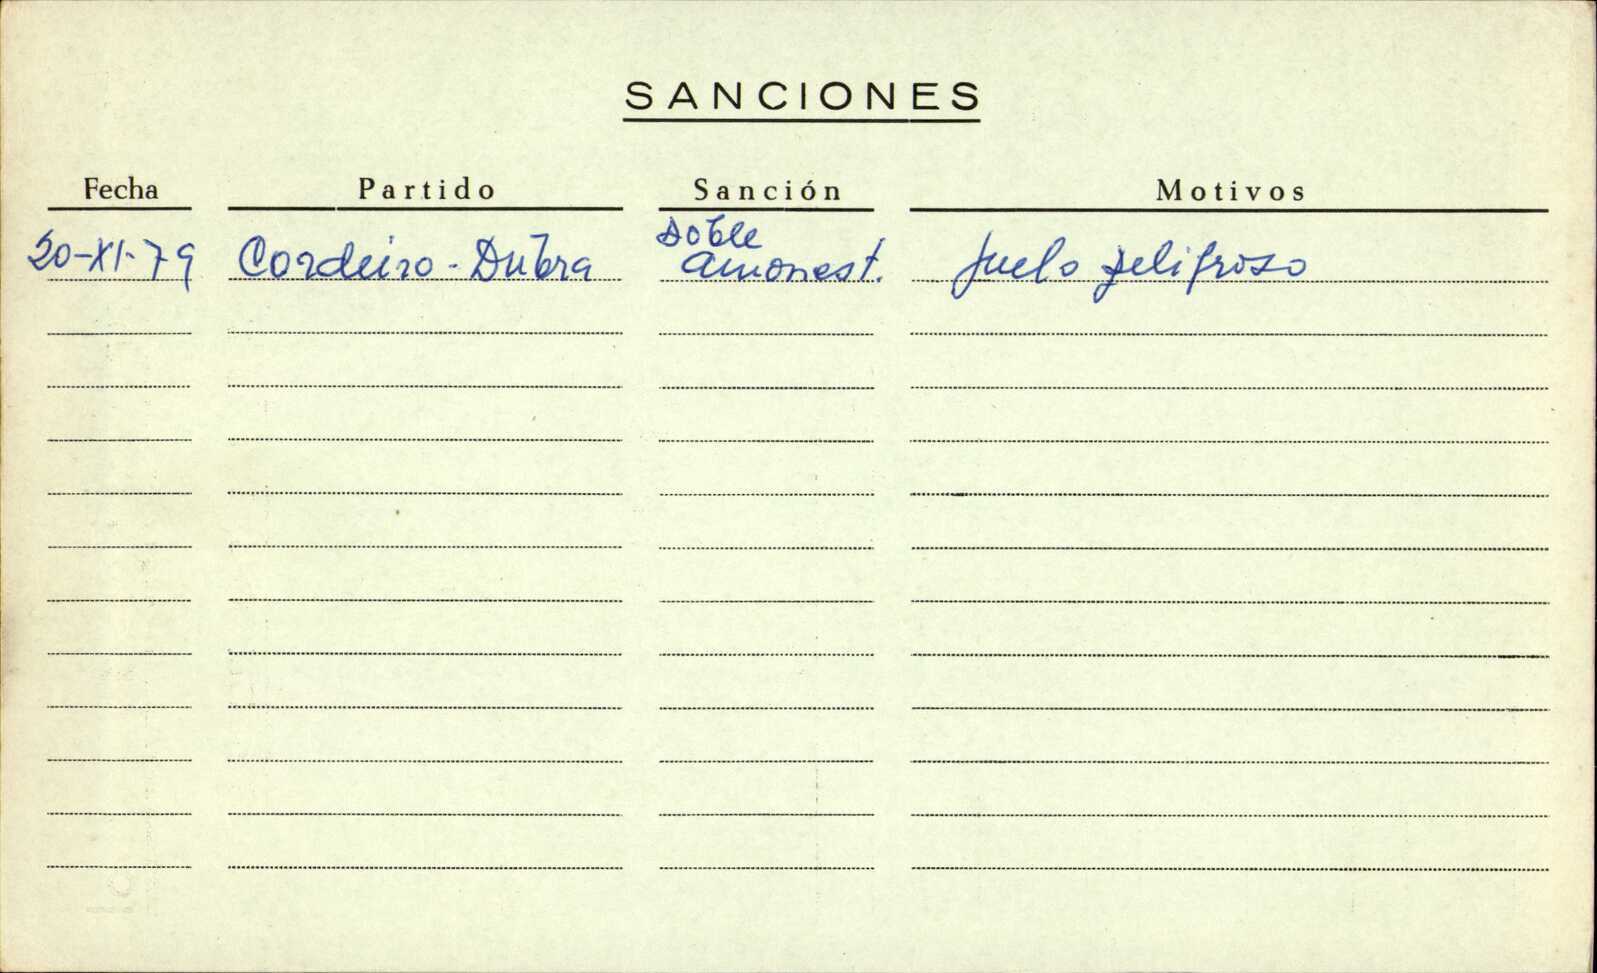 SANCIONES
Fecha Partido Sanción Motivos
20-XI-79 Cordeiro - Dubra Doble Amonest. Juego peligroso